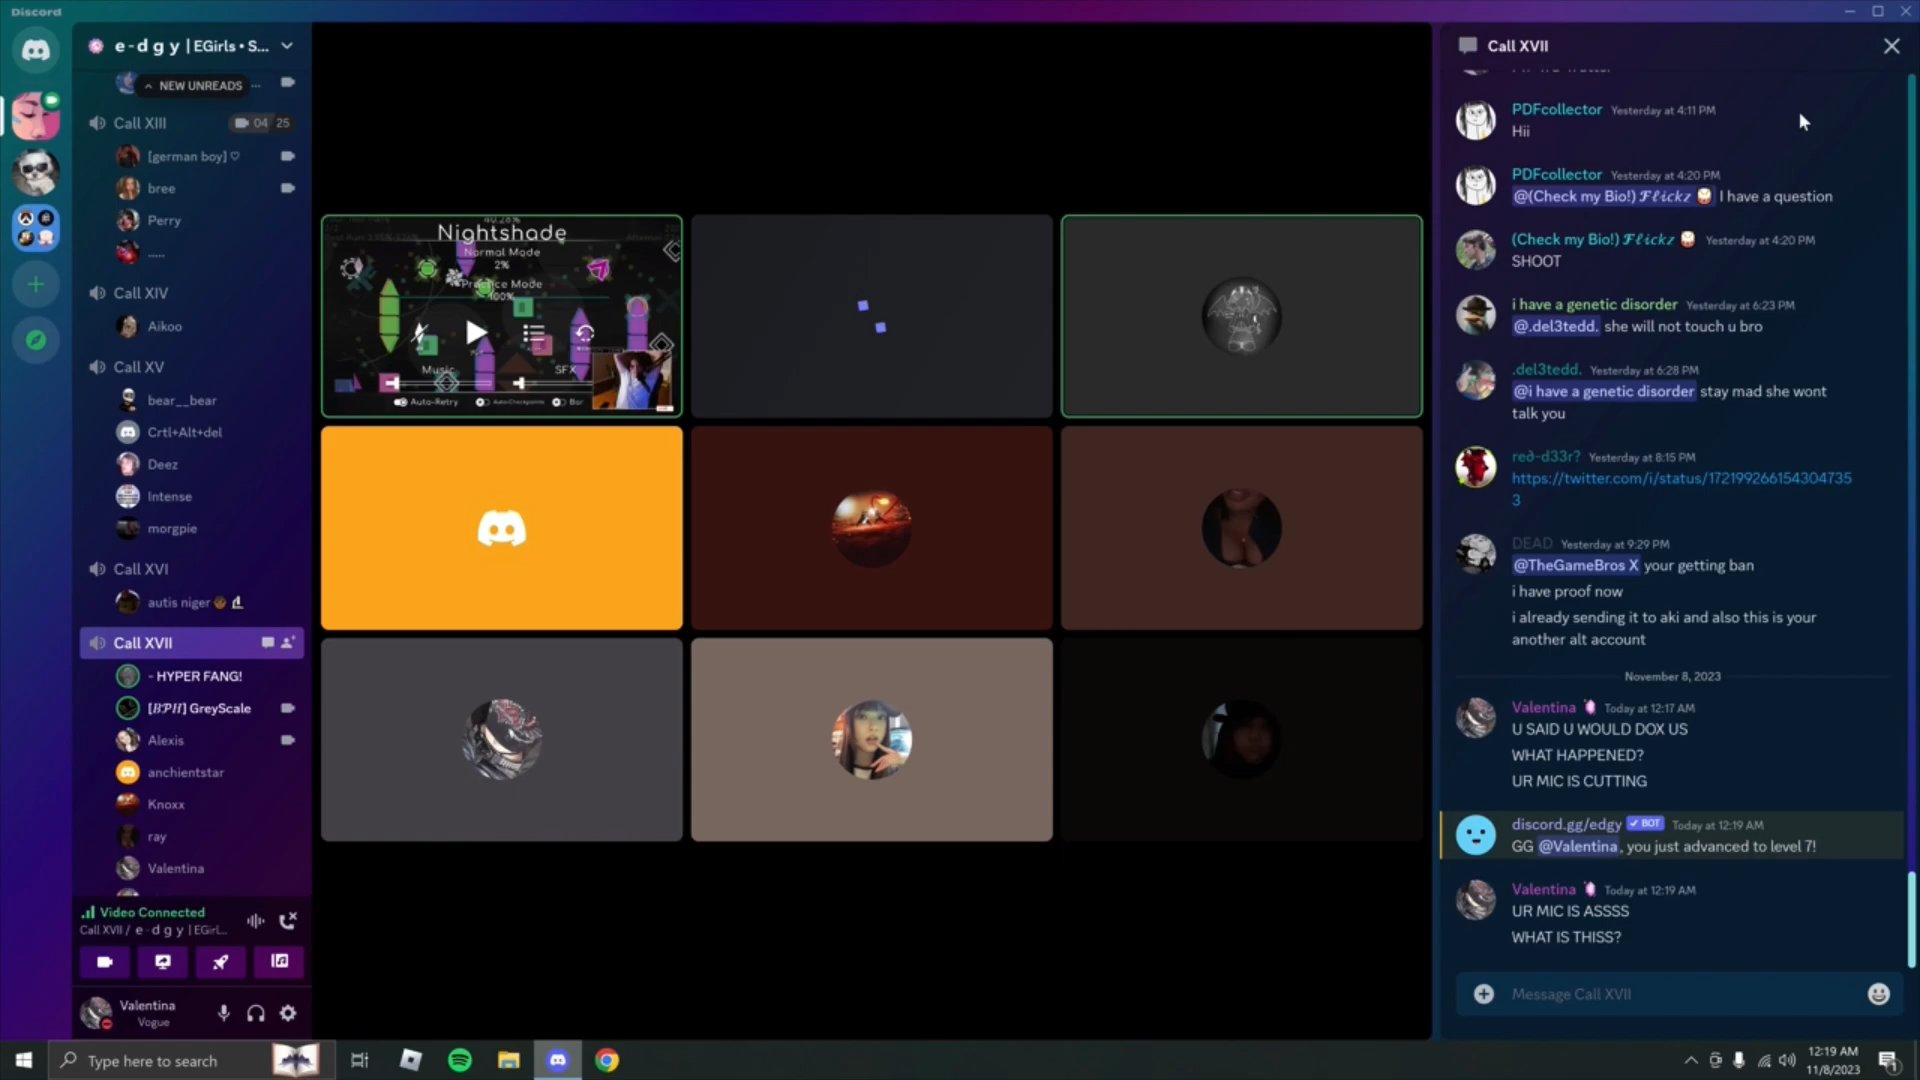 Discord
e-d g y | EGirls • S...
NEW UNREADS
Call XIII
04 25
[german boy] ♡
bree
Perry
.....
Call XIV
Aikoo
Call XV
bear__bear
Crtl+Alt+del
Deez
Intense
morgpie
Call XVI
autis niger
Call XVII
- HYPER FANG!
[𝐵𝒫𝐻] GreyScale
Alexis
anchientstar
Knoxx
ray
Valentina
Video Connected
Call XVII / e - d g y | EGirl...
Valentina
Vogue
Nightshade
Normal Mode
2%
Practice Mode
100%
Music
SFX
Auto-Retry
Auto-Checkpoints
Bar
Call XVII
PDFcollector Yesterday at 4:11 PM
Hii
PDFcollector Yesterday at 4:20 PM
@(Check my Bio!) 𝓕𝓵𝓲𝓬𝓴𝔃 🥁 I have a question
(Check my Bio!) 𝓕𝓵𝓲𝓬𝓴𝔃 🥁 Yesterday at 4:20 PM
SHOOT
i have a genetic disorder Yesterday at 6:23 PM
@.del3tedd. she will not touch u bro
.del3tedd. Yesterday at 6:28 PM
@i have a genetic disorder stay mad she wont
talk you
reə-d33r? Yesterday at 8:15 PM
https://twitter.com/i/status/172199266154304735
3
DEAD Yesterday at 9:29 PM
@TheGameBros X your getting ban
i have proof now
i already sending it to aki and also this is your
another alt account
November 8, 2023
Valentina Today at 12:17 AM
U SAID U WOULD DOX US
WHAT HAPPENED?
UR MIC IS CUTTING
discord.gg/edgy ✓ BOT Today at 12:19 AM
GG @Valentina, you just advanced to level 7!
Valentina Today at 12:19 AM
UR MIC IS ASSSS
WHAT IS THISS?
Message Call XVII
Type here to search
12:19 AM
11/8/2023
1